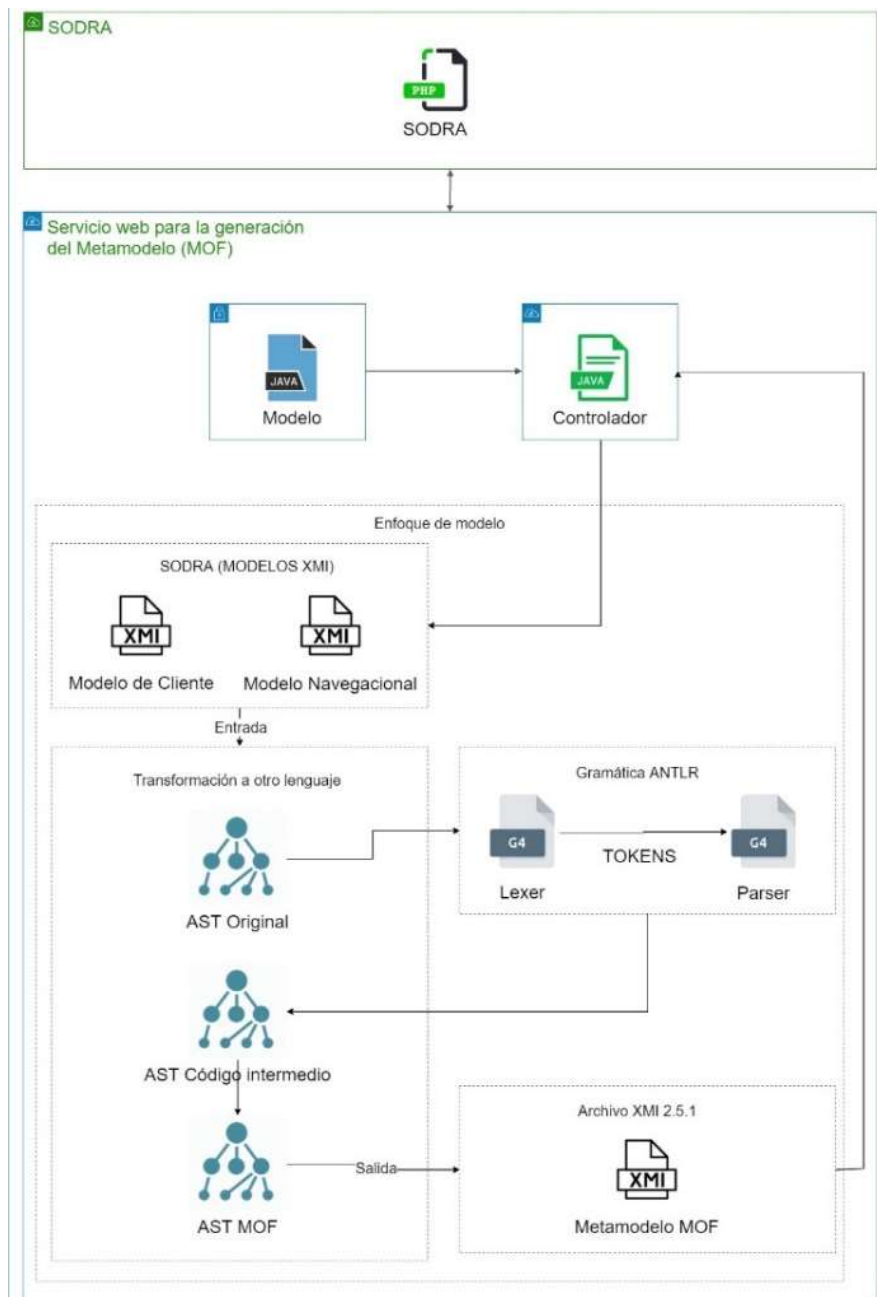 SODRA
PHP
SODRA
Servicio web para la generación
del Metamodelo (MOF)
JAVA
Modelo
JAVA
Controlador
Enfoque de modelo
SODRA (MODELOS XMI)
XMI
XMI
Modelo de Cliente
Modelo Navegacional
Entrada
Transformación a otro lenguaje
AST Original
Gramática ANTLR
G4
TOKENS
G4
Lexer
Parser
AST Código intermedio
AST MOF
Salida
Archivo XMI 2.5.1
XMI
Metamodelo MOF